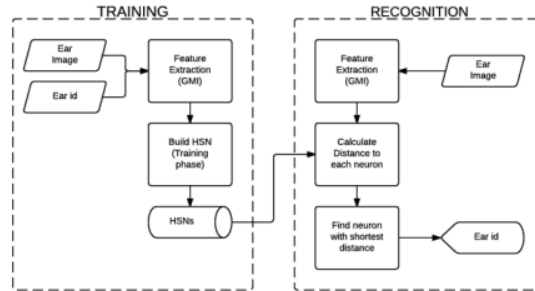 TRAINING
Ear
Image
Ear id
Feature
Extraction
(GMI)
Build HSN
(Training
phase)
HSNs
RECOGNITION
Feature
Extraction
(GMI)
Ear
Image
Calculate
Distance to
each neuron
Find neuron
with shortest
distance
Ear id